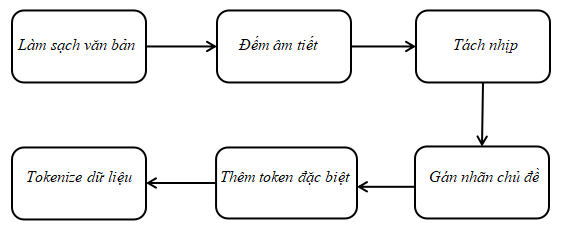 Làm sạch văn bản
Đếm âm tiết
Tách nhịp
Gán nhãn chủ đề
Thêm token đặc biệt
Tokenize dữ liệu